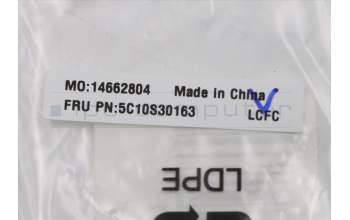 MO:14662804 Made in China
FRU PN:5C10S30163 LCFC
LDPE